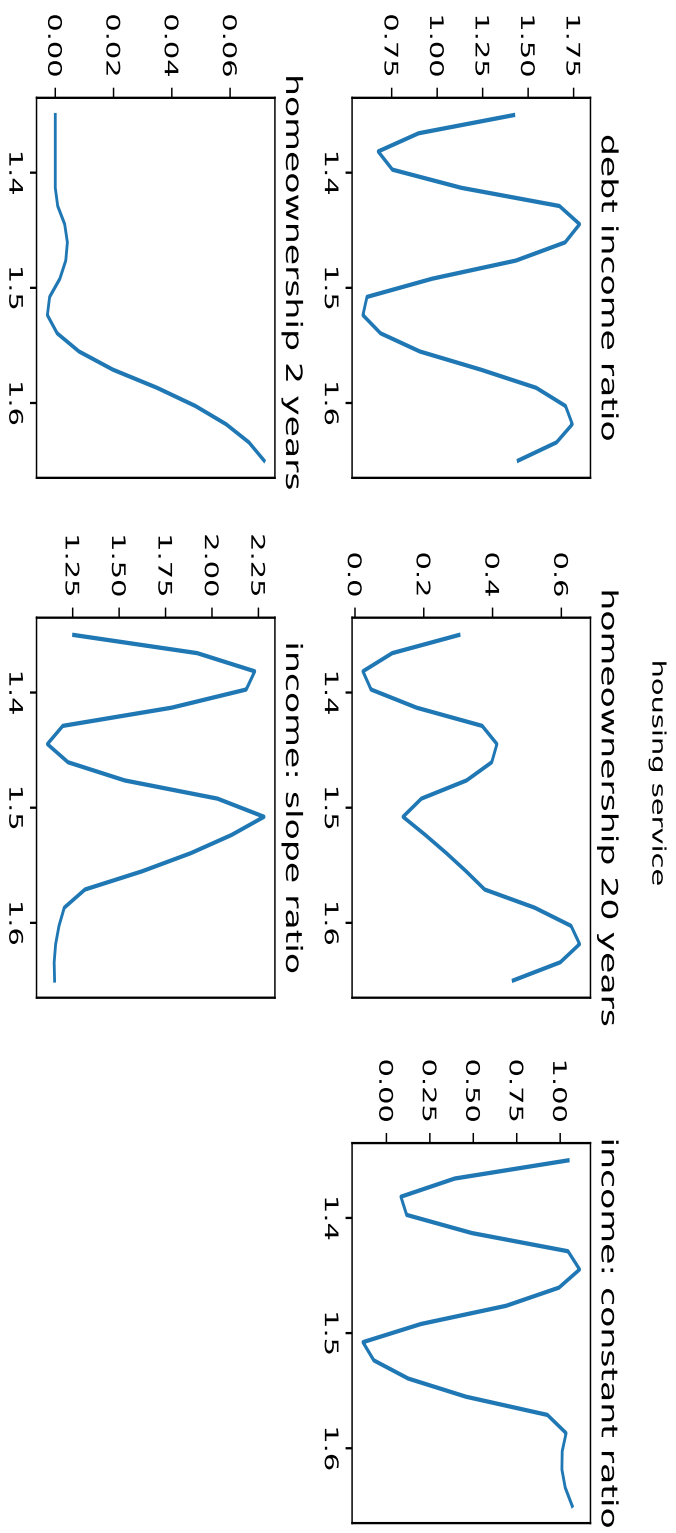 housing service
debt income ratio
1.75
1.50
1.25
1.00
0.75
1.4 1.5 1.6
homeownership 20 years
0.6
0.4
0.2
0.0
1.4 1.5 1.6
income: constant ratio
1.00
0.75
0.50
0.25
0.00
1.4 1.5 1.6
homeownership 2 years
0.06
0.04
0.02
0.00
1.4 1.5 1.6
income: slope ratio
2.25
2.00
1.75
1.50
1.25
1.4 1.5 1.6